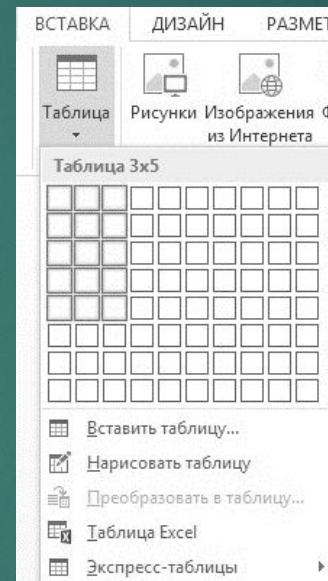 ВСТАВКА ДИЗАЙН РАЗМЕТ
Таблица Рисунки Изображения
из Интернета
Таблица 3x5
Вставить таблицу...
Нарисовать таблицу
Преобразовать в таблицу...
Таблица Excel
Экспресс-таблицы